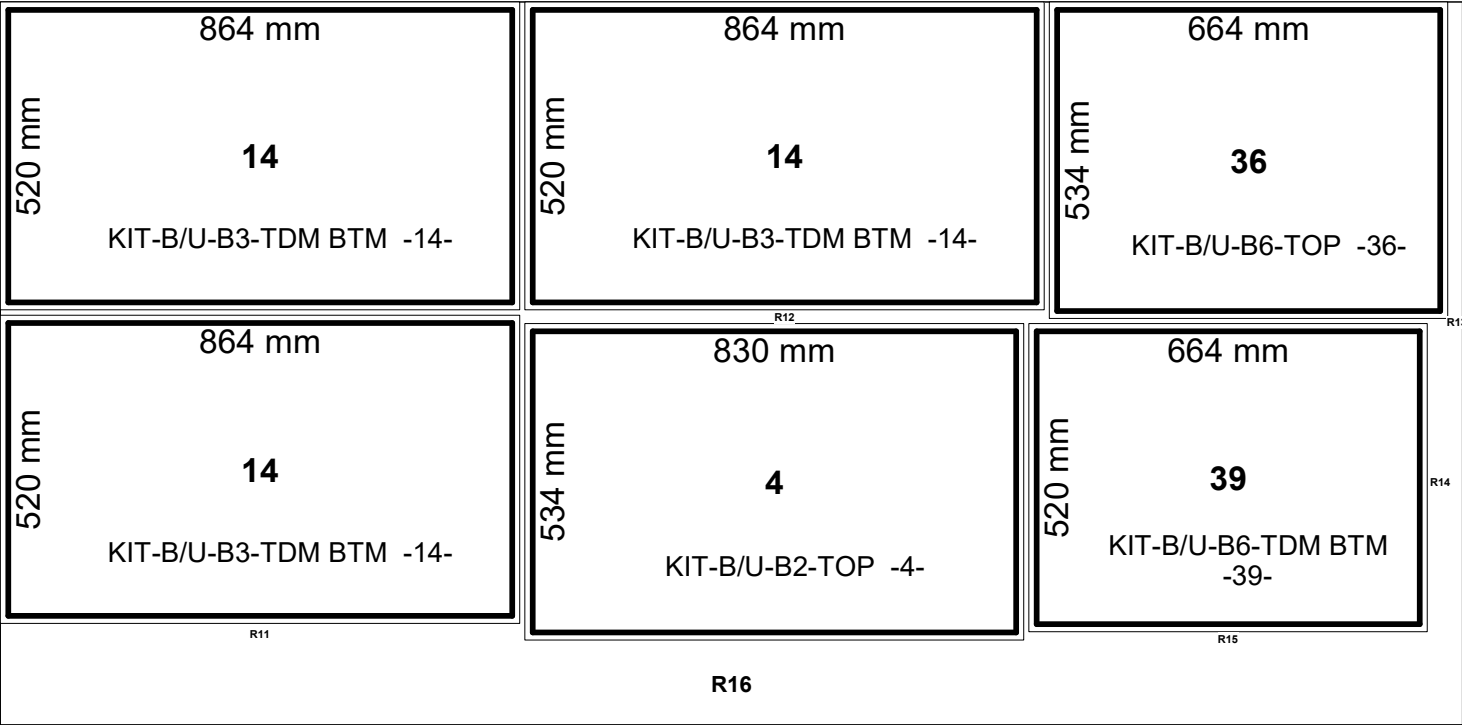 864 mm
520 mm
14
KIT-B/U-B3-TDM BTM -14-
864 mm
520 mm
14
KIT-B/U-B3-TDM BTM -14-
664 mm
534 mm
36
KIT-B/U-B6-TOP -36-
R12
R13
864 mm
520 mm
14
KIT-B/U-B3-TDM BTM -14-
830 mm
534 mm
4
KIT-B/U-B2-TOP -4-
664 mm
520 mm
39
KIT-B/U-B6-TDM BTM
-39-
R14
R11
R15
R16